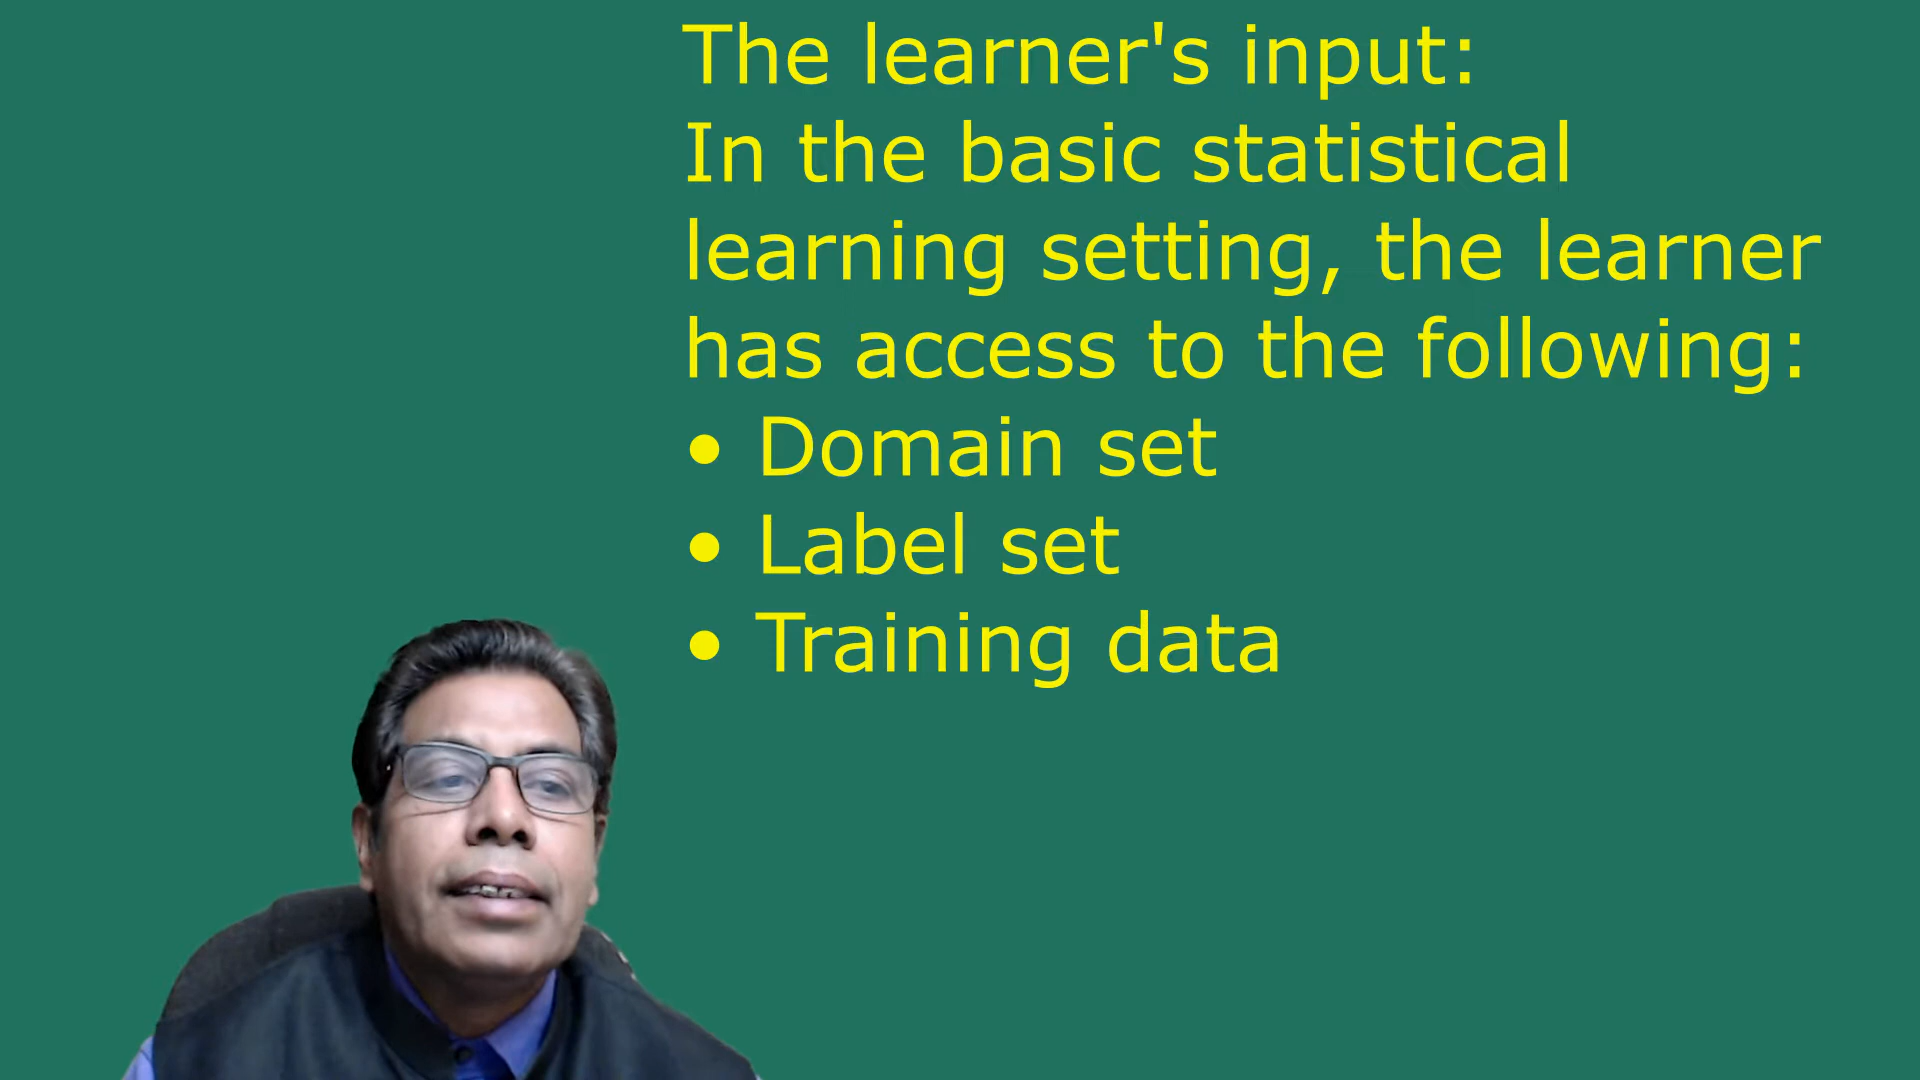 The learner's input:
In the basic statistical
learning setting, the learner
has access to the following:
• Domain set
• Label set
• Training data